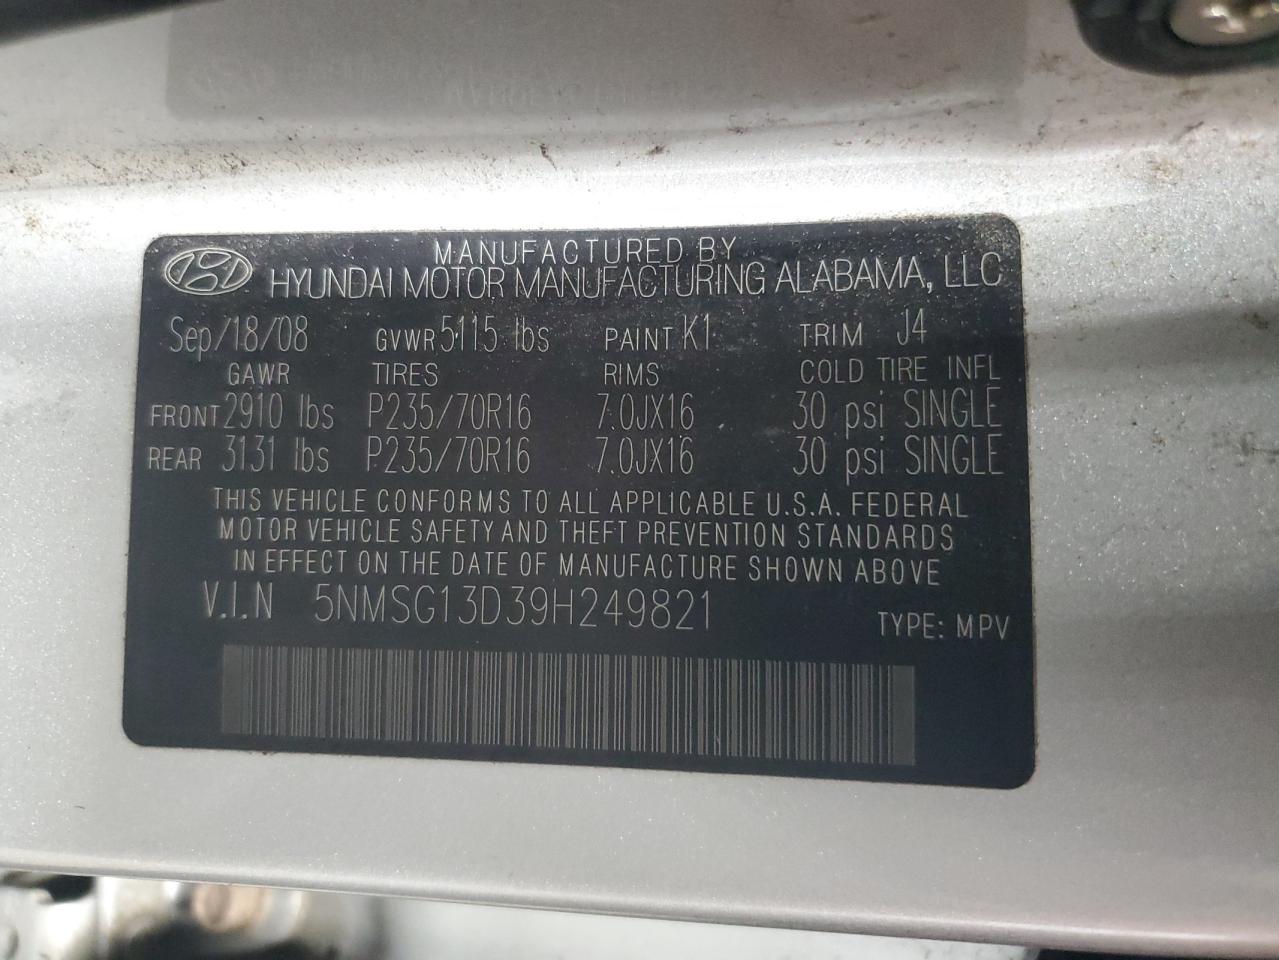 MANUFACTURED BY
HYUNDAI MOTOR MANUFACTURING ALABAMA, LLC
Sep/18/08 GVWR 5115 lbs PAINT K1 TRIM J4
GAWR TIRES RIMS COLD TIRE INFL
FRONT 2910 lbs P235/70R16 7.0JX16 30 psi SINGLE
REAR 3131 lbs P235/70R16 7.0JX16 30 psi SINGLE
THIS VEHICLE CONFORMS TO ALL APPLICABLE U.S.A. FEDERAL
MOTOR VEHICLE SAFETY AND THEFT PREVENTION STANDARDS
IN EFFECT ON THE DATE OF MANUFACTURE SHOWN ABOVE
V.I.N 5NMSG13D39H249821
TYPE: MPV